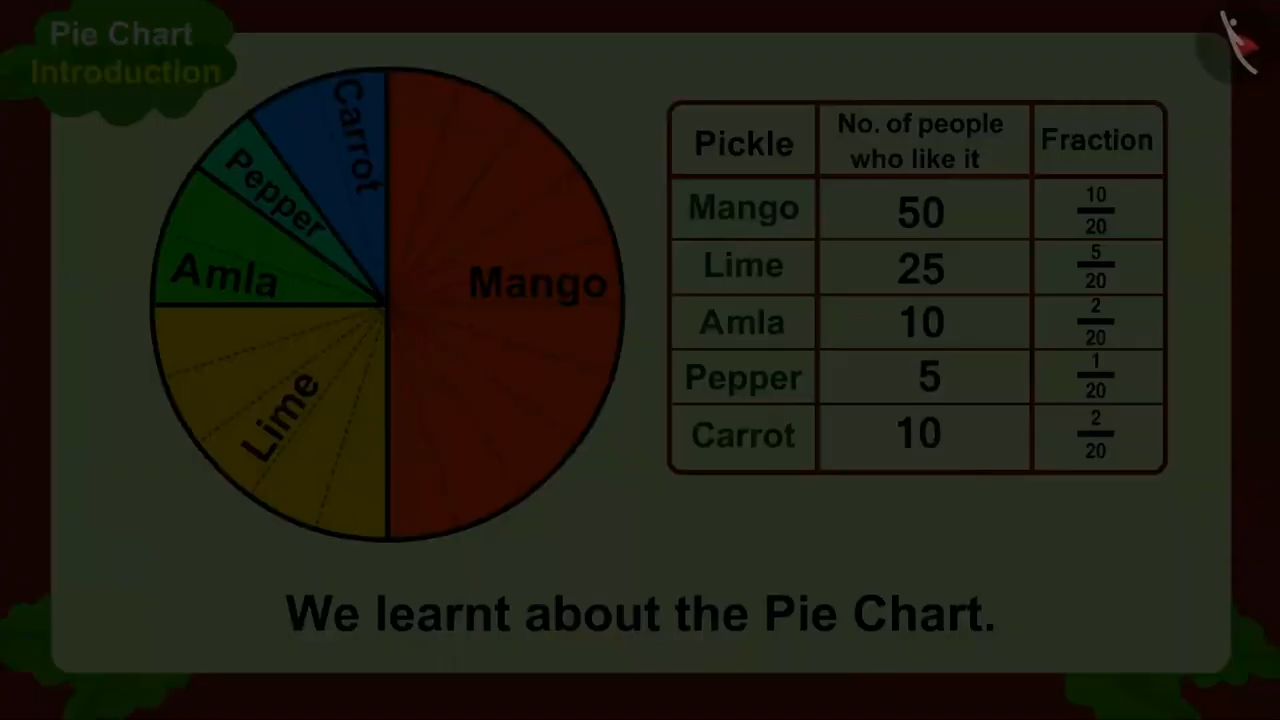 Pie Chart
Introduction
Carrot
Pepper
Amla
Mango
Lime
Pickle No. of people who like it Fraction
Mango 50 10/20
Lime 25 5/20
Amla 10 2/20
Pepper 5 1/20
Carrot 10 2/20
We learnt about the Pie Chart.